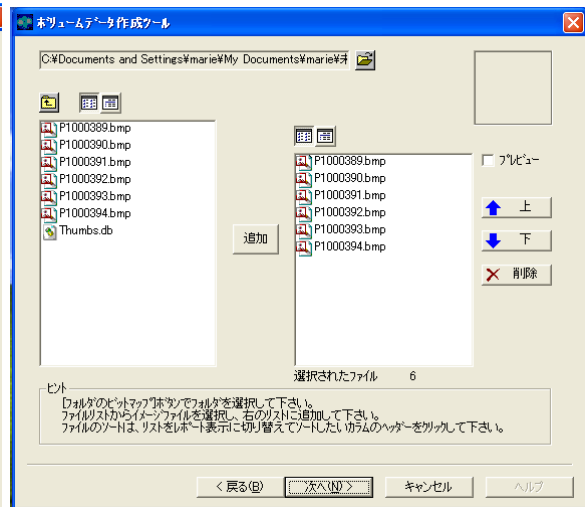 ボリュームデータ作成ツール
C:¥Documents and Settings¥marie¥My Documents¥marie¥
P1000389.bmp
P1000390.bmp
P1000391.bmp
P1000392.bmp
P1000393.bmp
P1000394.bmp
Thumbs.db
追加
P1000389.bmp
P1000390.bmp
P1000391.bmp
P1000392.bmp
P1000393.bmp
P1000394.bmp
プレビュー
上
下
削除
選択されたファイル 6
ヒント
[フォルダのビットマップ]ボタンでフォルダを選択して下さい。
ファイルリストからイメージファイルを選択し、右のリストに追加して下さい。
ファイルのソートは、リストをレポート表示に切り替えてソートしたいカラムのヘッダーをクリックして下さい。
< 戻る(B)
次へ(N) >
キャンセル
ヘルプ